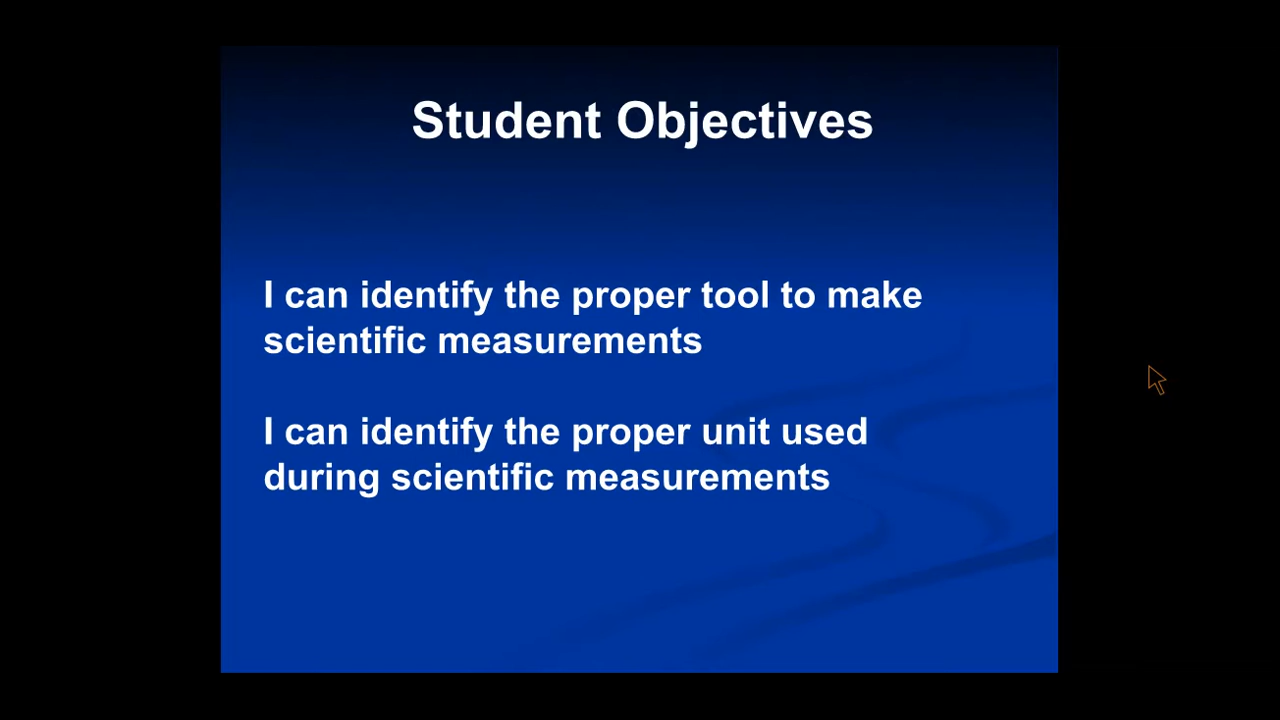 Student Objectives
I can identify the proper tool to make
scientific measurements
I can identify the proper unit used
during scientific measurements